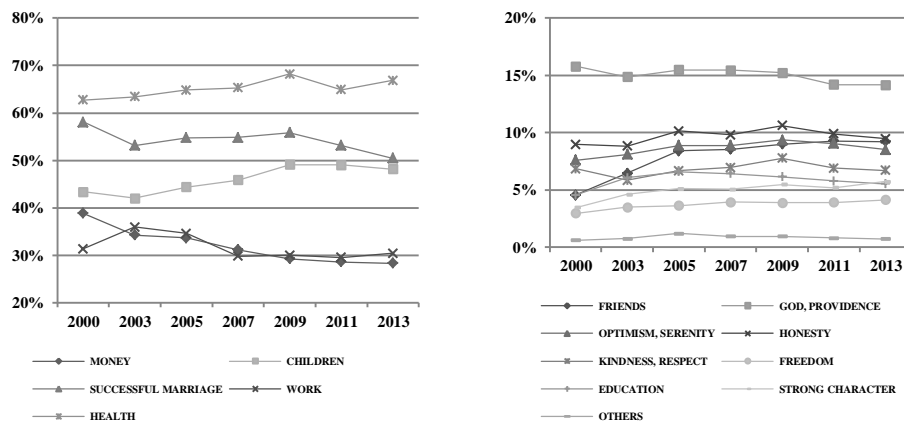 80%
70%
60%
50%
40%
30%
20%
2000 2003 2005 2007 2009 2011 2013
MONEY CHILDREN
SUCCESSFUL MARRIAGE WORK
HEALTH
20%
15%
10%
5%
0%
2000 2003 2005 2007 2009 2011 2013
FRIENDS GOD, PROVIDENCE
OPTIMISM, SERENITY HONESTY
KINDNESS, RESPECT FREEDOM
EDUCATION STRONG CHARACTER
OTHERS